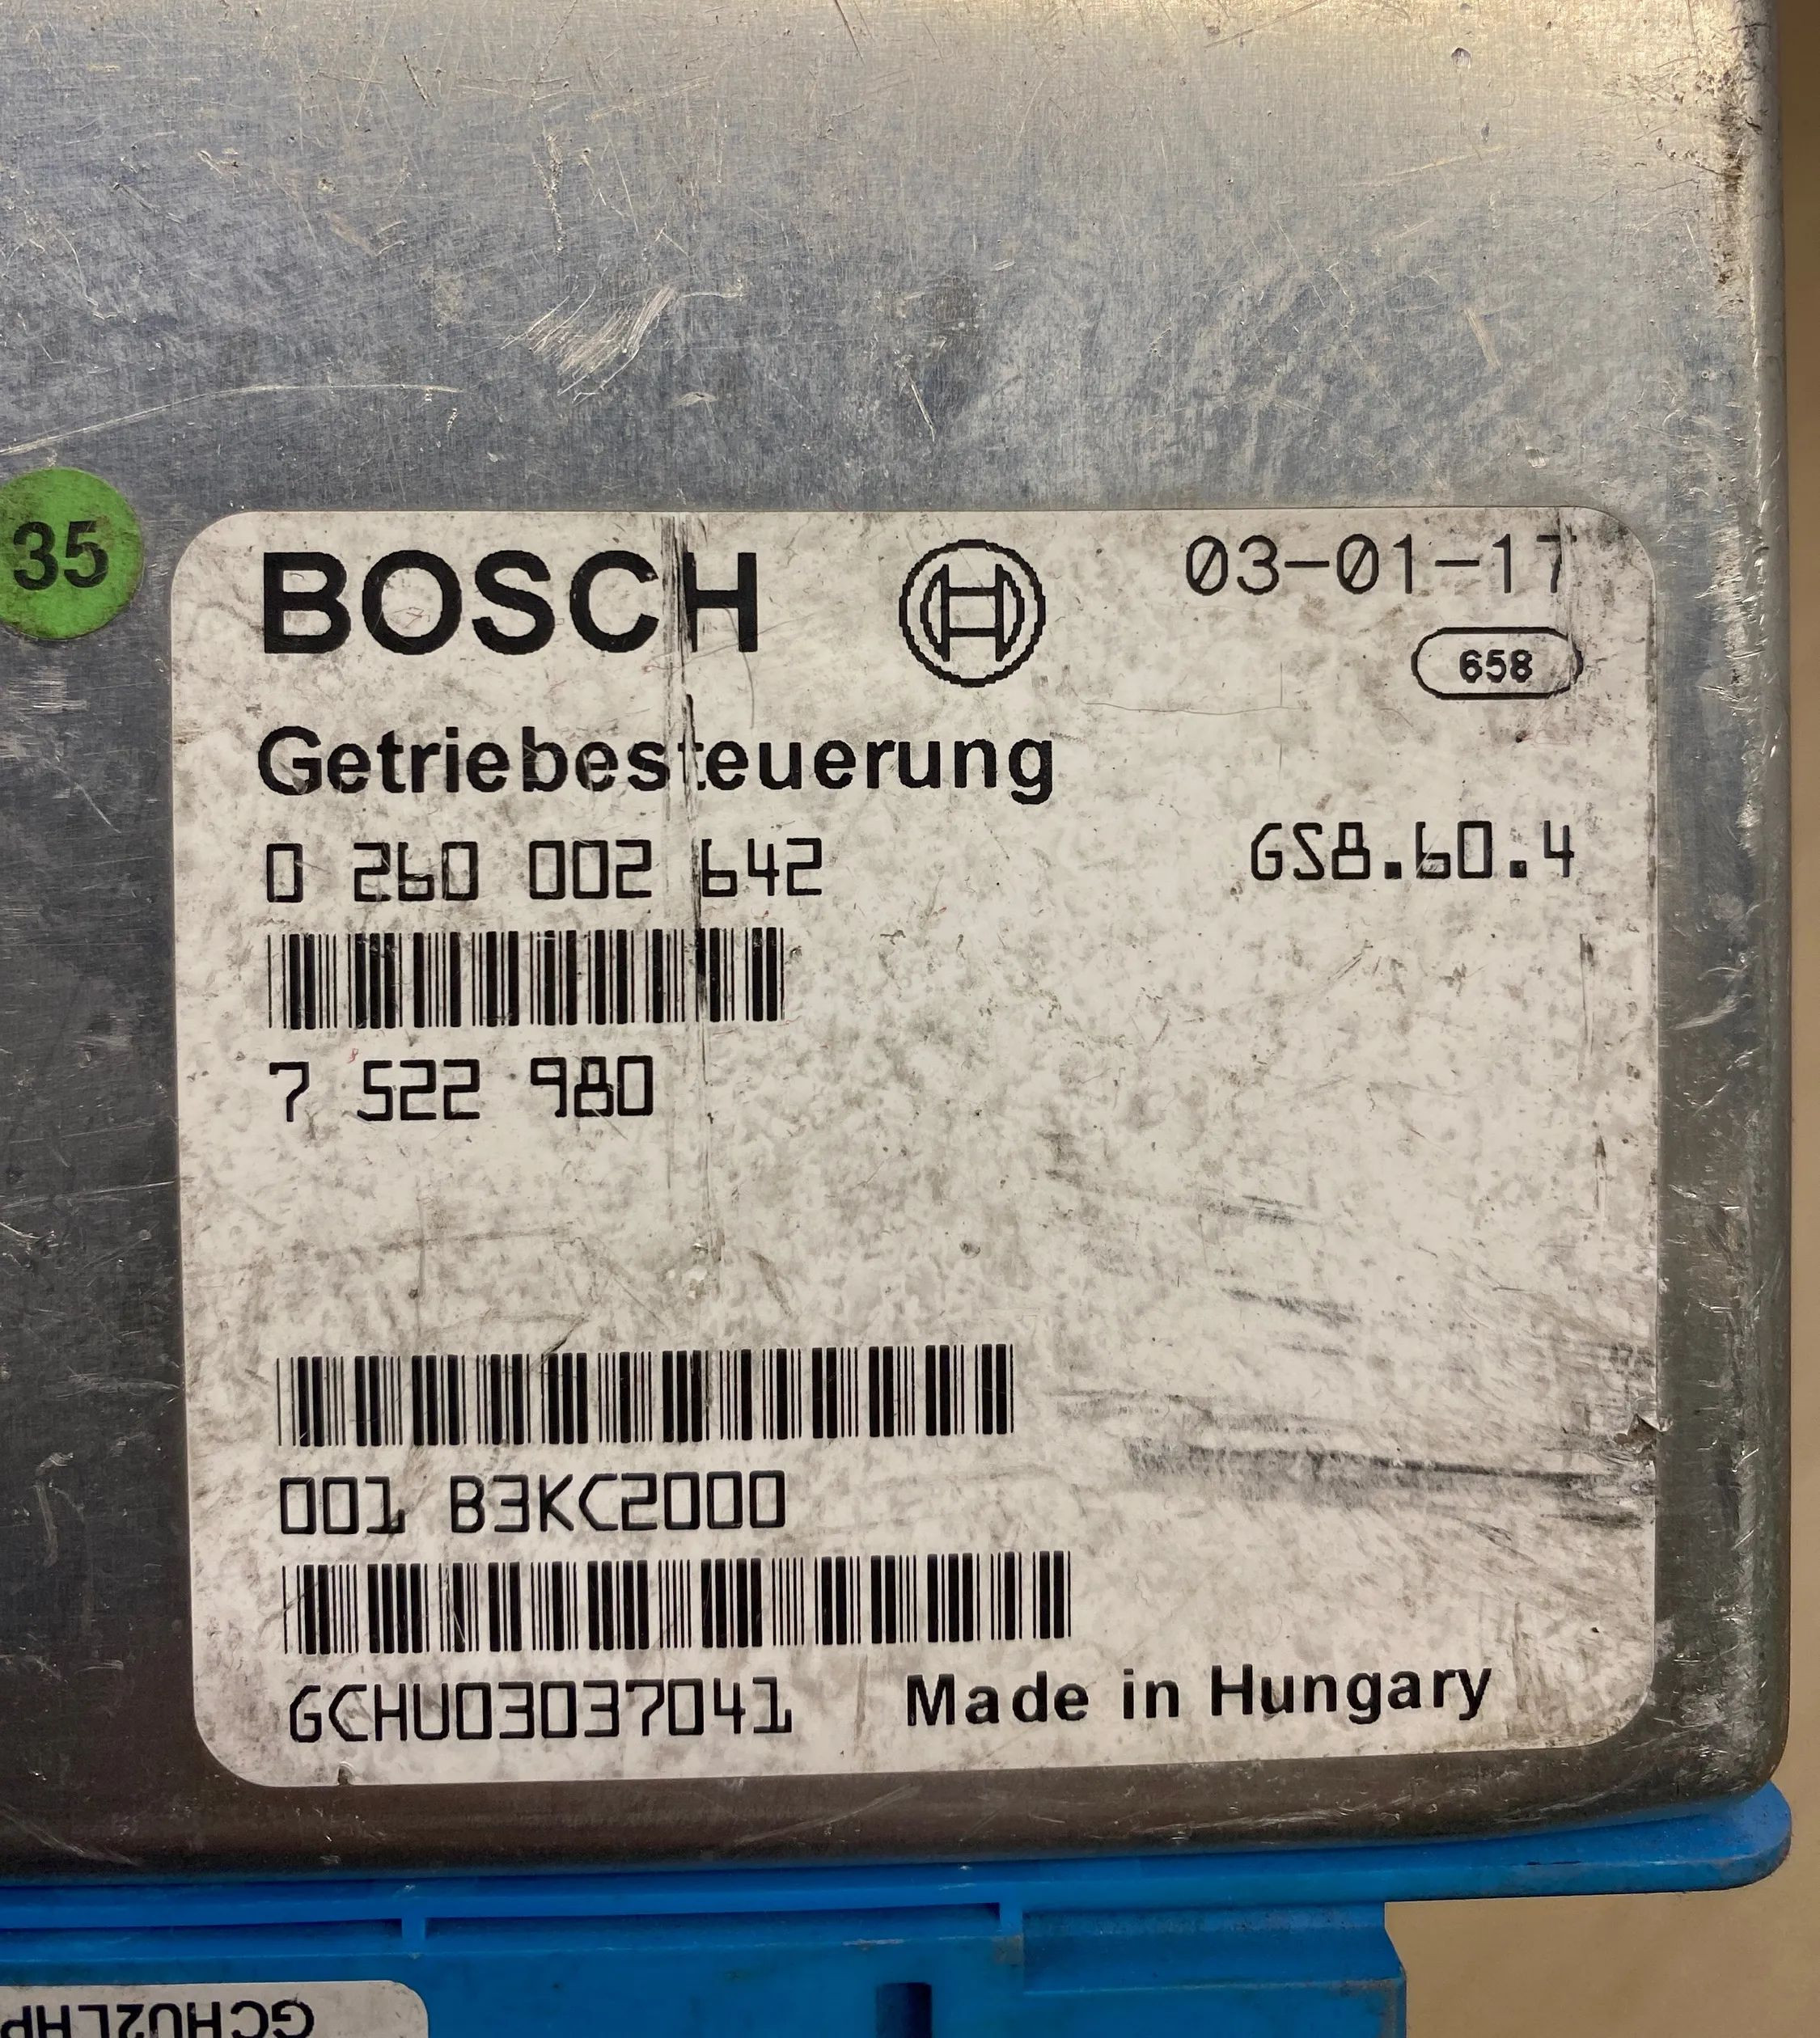 35
BOSCH 03-01-17
658
Getriebesteuerung
0 260 002 642 GS8.60.4
7 522 980
001 B3KC2000
GCHU03037041 Made in Hungary
GCHU2LHP